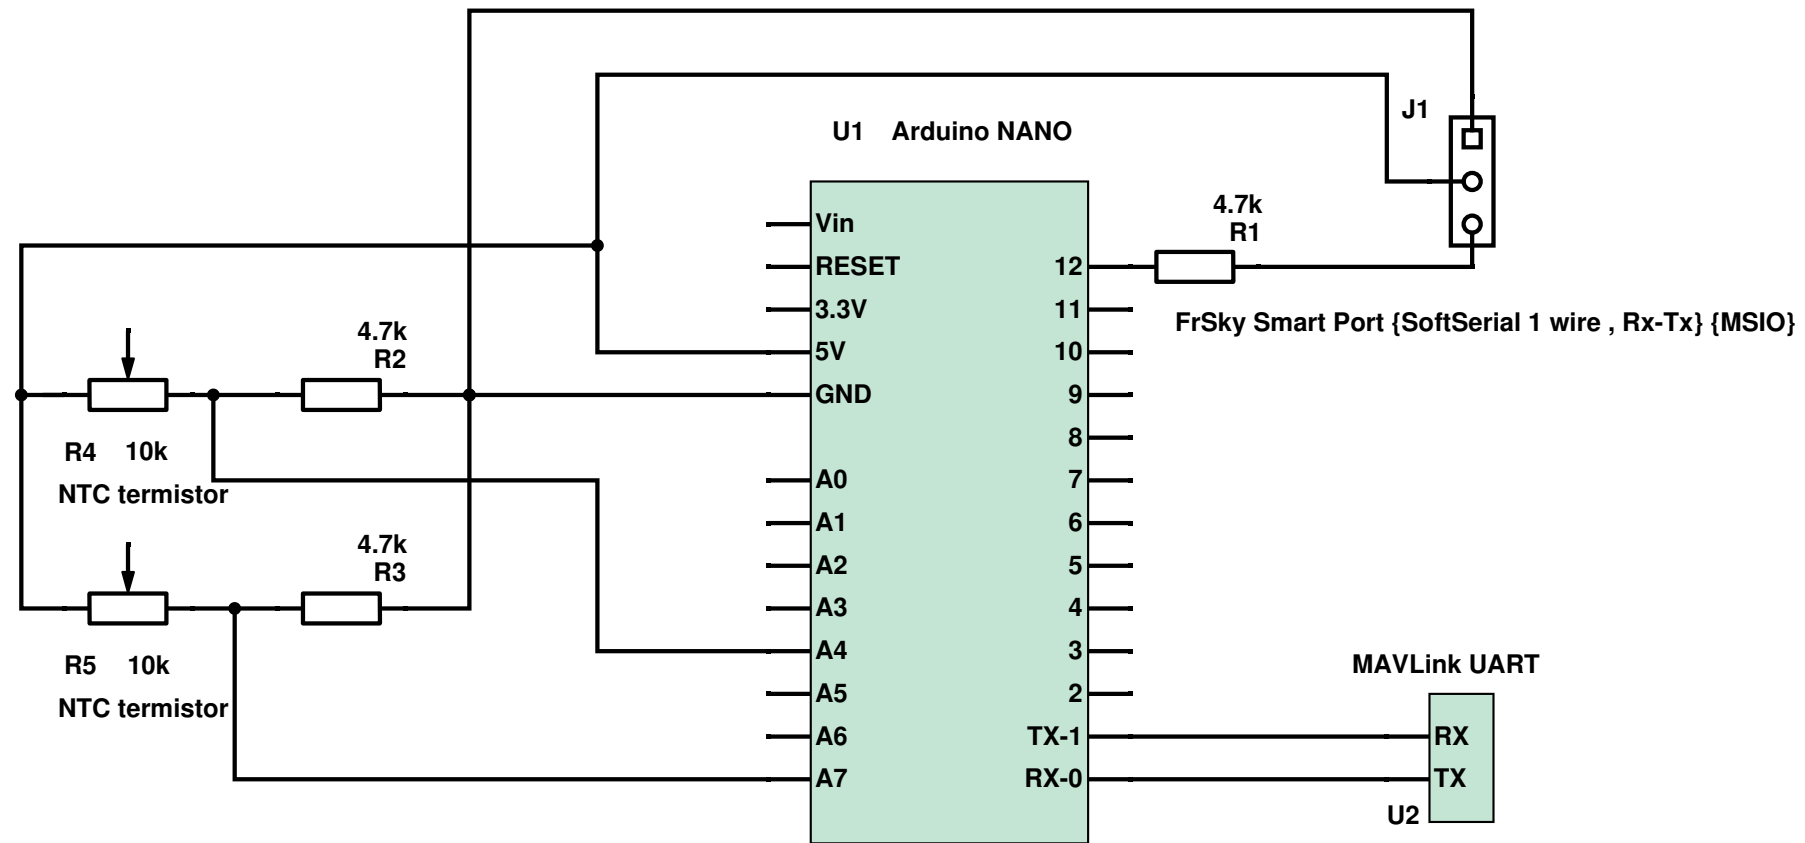 J1
U1 Arduino NANO
4.7k
R1
Vin
RESET
3.3V
5V
GND
A0
A1
A2
A3
A4
A5
A6
A7
12
11
10
9
8
7
6
5
4
3
2
TX-1
RX-0
FrSky Smart Port {SoftSerial 1 wire , Rx-Tx} {MSIO}
4.7k
R2
R4 10k
NTC termistor
4.7k
R3
R5 10k
NTC termistor
MAVLink UART
RX
TX
U2